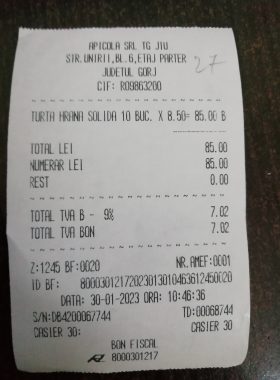 APICOLA SRL TG JIU
STR.UNIRII,BL.6,ETAJ PARTER
JUDETUL GORJ
27
CIF: RO9863200
TURTA HRANA SOLIDA 10 BUC. X 8.50= 85.00 B
TOTAL LEI 85.00
NUMERAR LEI 85.00
REST 0.00
TOTAL TVA B - 9% 7.02
TOTAL TVA BON 7.02
Z:1245 BF:0020 NR.AMEF:0001
ID BF: 80003012172023013010463612450020
DATA: 30-01-2023 ORA: 10:46:36
S/N:DB4200067744 TD:00068744
CASIER 30: CASIER 30
BON FISCAL
8000301217